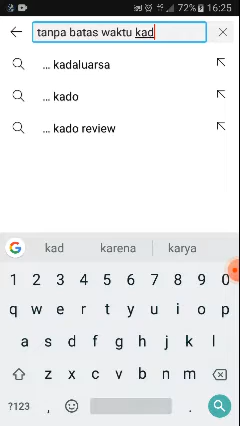 72% 16:25
tanpa batas waktu kad
... kadaluarsa
... kado
... kado review
kad karena karya
1 2 3 4 5 6 7 8 9 0
q w e r t y u i o p
a s d f g h j k l
z x c v b n m
?123 , .